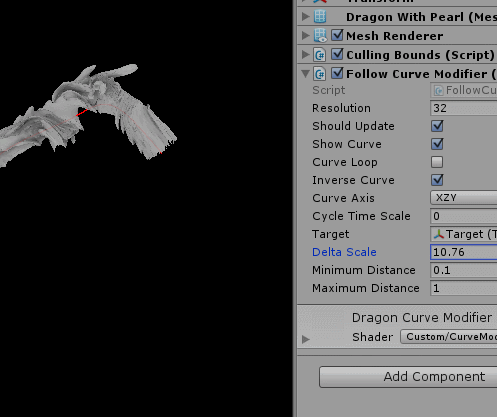 Transform
Dragon With Pearl (Mes
Mesh Renderer
Culling Bounds (Script)
Follow Curve Modifier (
Script FollowCu
Resolution 32
Should Update
Show Curve
Curve Loop
Inverse Curve
Curve Axis XZY
Cycle Time Scale 0
Target Target (T
Delta Scale 10.76
Minimum Distance 0.1
Maximum Distance 1
Dragon Curve Modifier
Shader Custom/CurveMod
Add Component